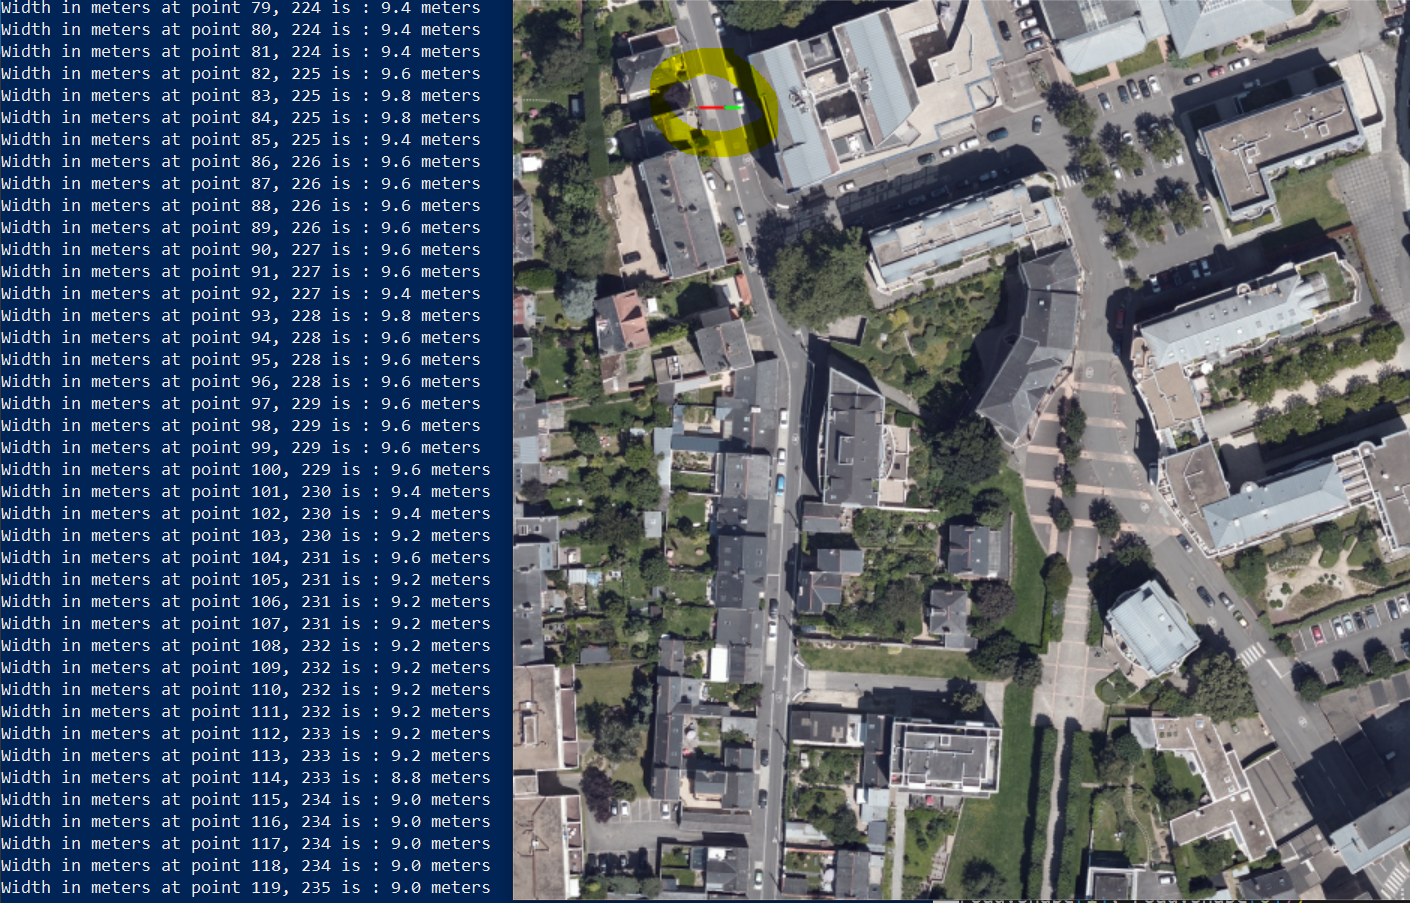 Width in meters at point 79, 224 is : 9.4 meters
Width in meters at point 80, 224 is : 9.4 meters
Width in meters at point 81, 224 is : 9.4 meters
Width in meters at point 82, 225 is : 9.6 meters
Width in meters at point 83, 225 is : 9.8 meters
Width in meters at point 84, 225 is : 9.8 meters
Width in meters at point 85, 225 is : 9.4 meters
Width in meters at point 86, 226 is : 9.6 meters
Width in meters at point 87, 226 is : 9.6 meters
Width in meters at point 88, 226 is : 9.6 meters
Width in meters at point 89, 226 is : 9.6 meters
Width in meters at point 90, 227 is : 9.6 meters
Width in meters at point 91, 227 is : 9.6 meters
Width in meters at point 92, 227 is : 9.4 meters
Width in meters at point 93, 228 is : 9.8 meters
Width in meters at point 94, 228 is : 9.6 meters
Width in meters at point 95, 228 is : 9.6 meters
Width in meters at point 96, 228 is : 9.6 meters
Width in meters at point 97, 229 is : 9.6 meters
Width in meters at point 98, 229 is : 9.6 meters
Width in meters at point 99, 229 is : 9.6 meters
Width in meters at point 100, 229 is : 9.6 meters
Width in meters at point 101, 230 is : 9.4 meters
Width in meters at point 102, 230 is : 9.4 meters
Width in meters at point 103, 230 is : 9.2 meters
Width in meters at point 104, 231 is : 9.6 meters
Width in meters at point 105, 231 is : 9.2 meters
Width in meters at point 106, 231 is : 9.2 meters
Width in meters at point 107, 231 is : 9.2 meters
Width in meters at point 108, 232 is : 9.2 meters
Width in meters at point 109, 232 is : 9.2 meters
Width in meters at point 110, 232 is : 9.2 meters
Width in meters at point 111, 232 is : 9.2 meters
Width in meters at point 112, 233 is : 9.2 meters
Width in meters at point 113, 233 is : 9.2 meters
Width in meters at point 114, 233 is : 8.8 meters
Width in meters at point 115, 234 is : 9.0 meters
Width in meters at point 116, 234 is : 9.0 meters
Width in meters at point 117, 234 is : 9.0 meters
Width in meters at point 118, 234 is : 9.0 meters
Width in meters at point 119, 235 is : 9.0 meters